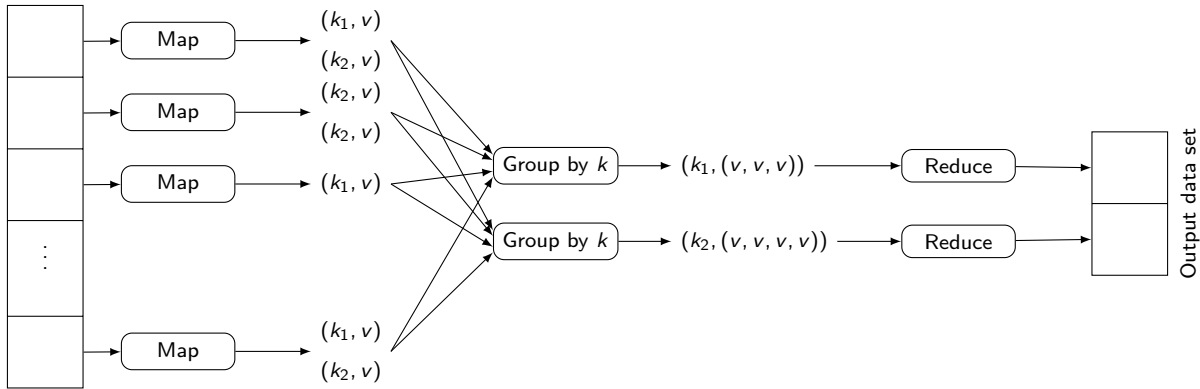 Map
(k₁, v)
(k₂, v)
Map
(k₂, v)
(k₂, v)
Map
(k₁, v)
...
Map
(k₁, v)
(k₂, v)
Group by k
(k₁, (v, v, v))
Reduce
Group by k
(k₂, (v, v, v, v))
Reduce
Output data set